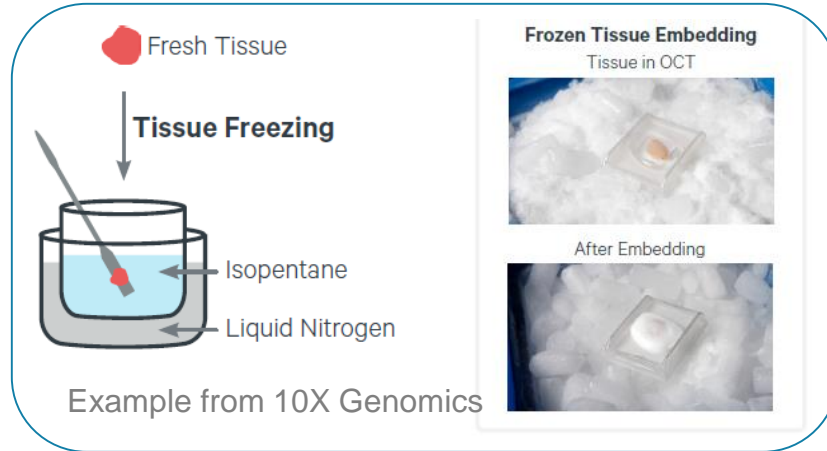 Fresh Tissue
Tissue Freezing
Isopentane
Liquid Nitrogen
Example from 10X Genomics
Frozen Tissue Embedding
Tissue in OCT
After Embedding